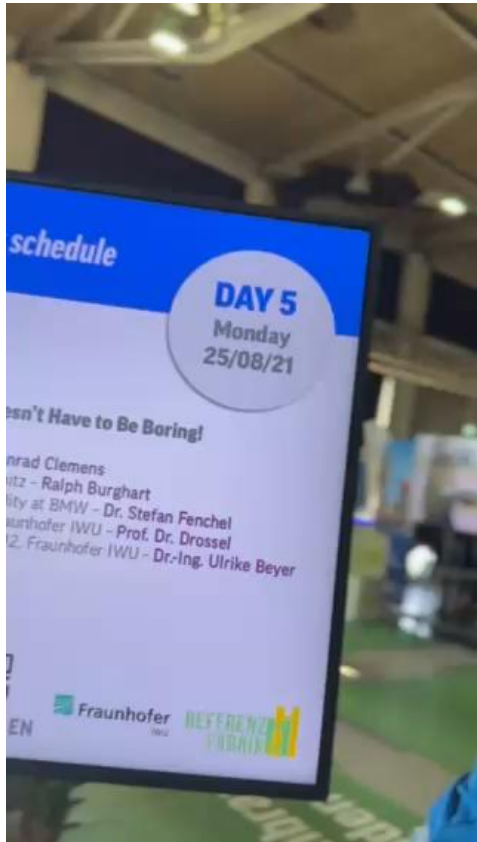 schedule
DAY 5
Monday
25/08/21
esn't Have to Be Boring!
nrad Clemens
utz - Ralph Burghart
lity at BMW - Dr. Stefan Fenchel
aunhofer IWU - Prof. Dr. Drossel
2, Fraunhofer IWU - Dr.-Ing. Ulrike Beyer
EN
Fraunhofer
IWU
REFERENZ
FABRIK